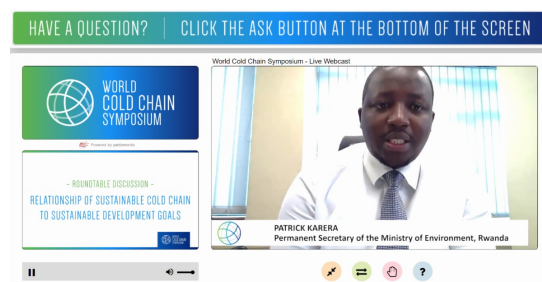 HAVE A QUESTION? | CLICK THE ASK BUTTON AT THE BOTTOM OF THE SCREEN
World Cold Chain Symposium - Live Webcast
WORLD
COLD CHAIN
SYMPOSIUM
Powered by
- ROUNDTABLE DISCUSSION -
RELATIONSHIP OF SUSTAINABLE COLD CHAIN
TO SUSTAINABLE DEVELOPMENT GOALS
PATRICK KARERA
Permanent Secretary of the Ministry of Environment, Rwanda
?